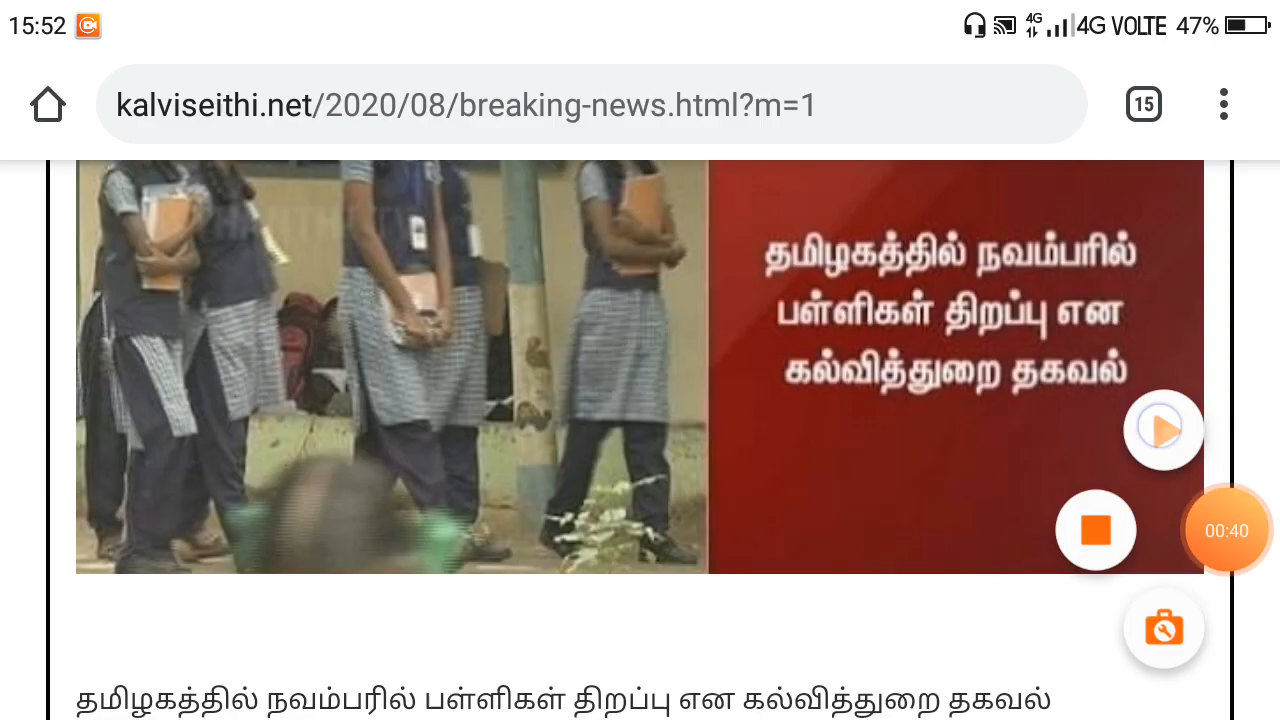 15:52 4G 4G VOLTE 47%
kalviseithi.net/2020/08/breaking-news.html?m=1 15
தமிழகத்தில் நவம்பரில்
பள்ளிகள் திறப்பு என
கல்வித்துறை தகவல்
00:40
தமிழகத்தில் நவம்பரில் பள்ளிகள் திறப்பு என கல்வித்துறை தகவல்